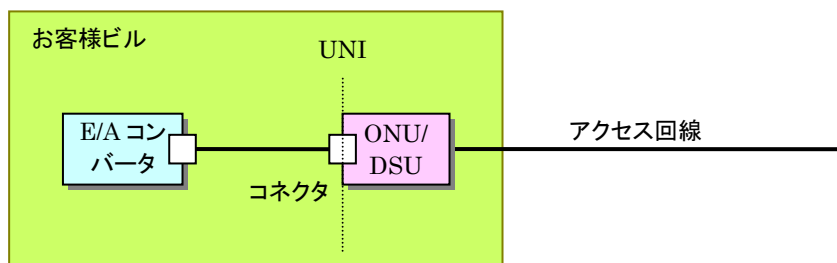 お客様ビル
UNI
E/A コン
バータ
ONU/
DSU
アクセス回線
コネクタ